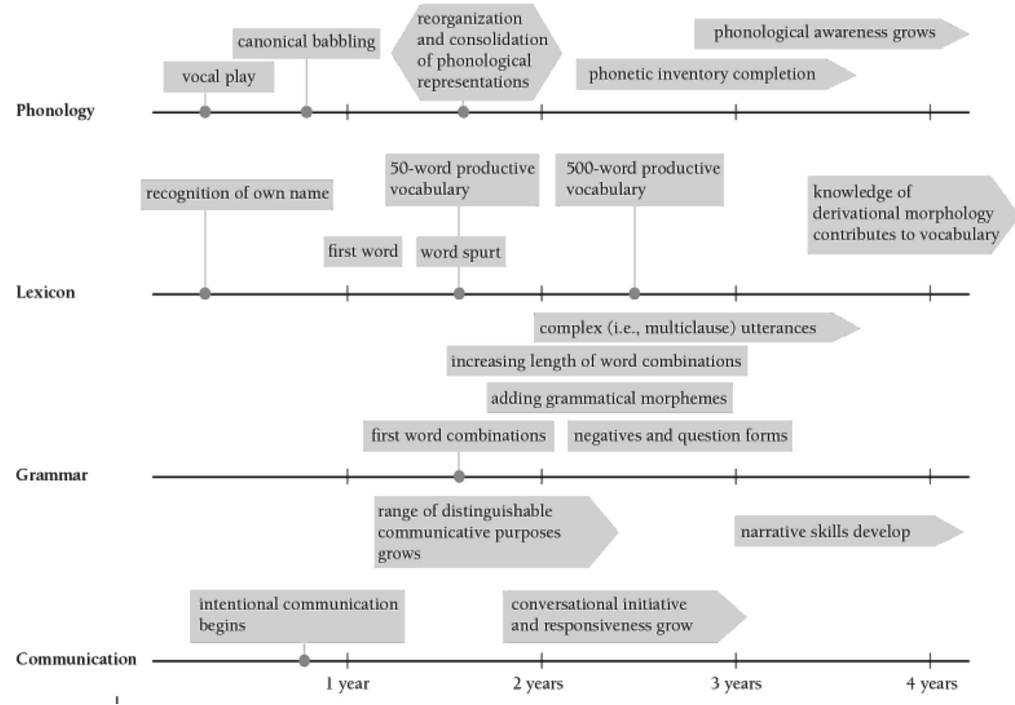 reorganization
and consolidation
of phonological
representations
phonological awareness grows
canonical babbling
vocal play
phonetic inventory completion
Phonology
50-word productive
vocabulary
500-word productive
vocabulary
recognition of own name
knowledge of
derivational morphology
contributes to vocabulary
first word
word spurt
Lexicon
complex (i.e., multiclause) utterances
increasing length of word combinations
adding grammatical morphemes
first word combinations
negatives and question forms
Grammar
range of distinguishable
communicative purposes
grows
narrative skills develop
intentional communication
begins
conversational initiative
and responsiveness grow
Communication
1 year
2 years
3 years
4 years